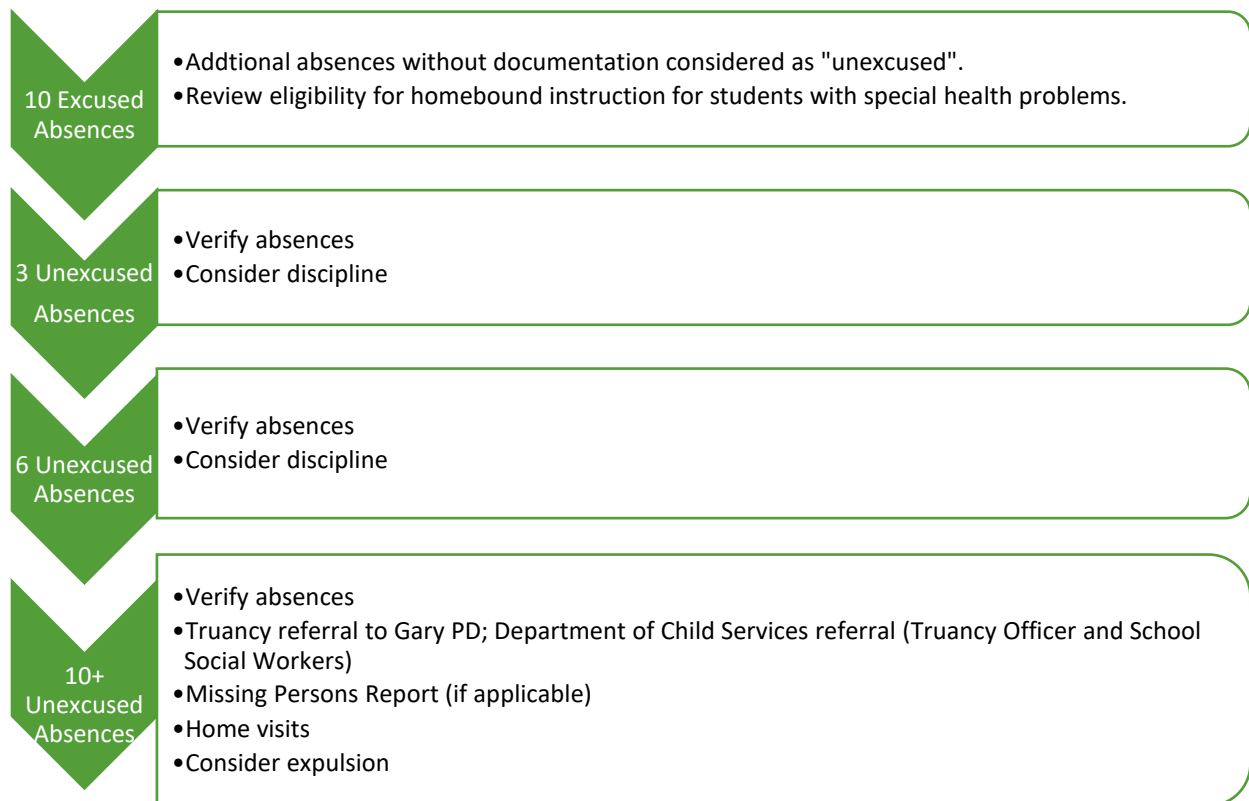 10 Excused
Absences
•Addtional absences without documentation considered as "unexcused".
•Review eligibility for homebound instruction for students with special health problems.
3 Unexcused
Absences
•Verify absences
•Consider discipline
6 Unexcused
Absences
•Verify absences
•Consider discipline
10+
Unexcused
Absences
•Verify absences
•Truancy referral to Gary PD; Department of Child Services referral (Truancy Officer and School
Social Workers)
•Missing Persons Report (if applicable)
•Home visits
•Consider expulsion